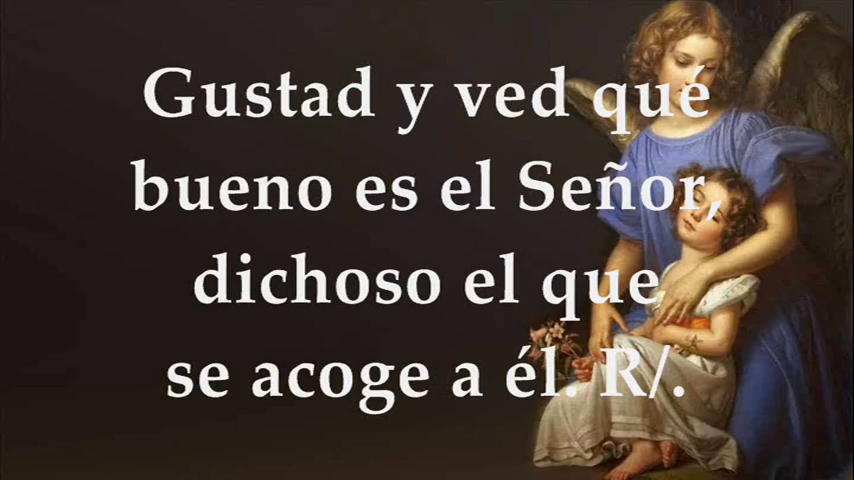 Gustad y ved qué
bueno es el Señor,
dichoso el que
se acoge a él. R/.